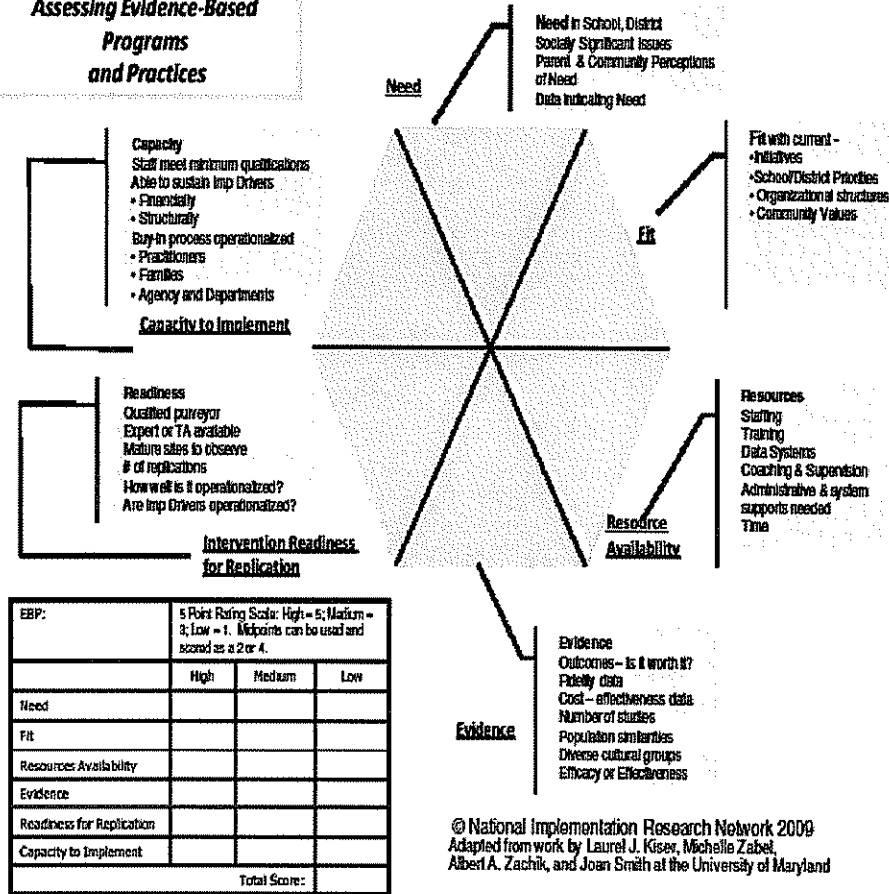 Assessing Evidence-Based
Programs
and Practices
Need
Need in School, District
Socially Significant Issues
Parent & Community Perceptions
of Need
Data Indicating Need
Fit
Fit with current -
•Initiatives
•School/District Priorities
• Organizational structures
• Community Values
Capacity
Staff meet minimum qualifications
Able to sustain Imp Drivers
• Financially
• Structurally
Buy-in process operationalized
• Practitioners
• Families
• Agency and Departments
Capacity to Implement
Resources
Staffing
Training
Data Systems
Coaching & Supervision
Administrative & system
supports needed
Time
Resource
Availability
Readiness
Qualified purveyor
Expert or TA available
Mature sites to observe
# of replications
How well is it operationalized?
Are Imp Drivers operationalized?
Intervention Readiness
for Replication
Evidence
Outcomes – Is it worth it?
Fidelity data
Cost – effectiveness data
Number of studies
Population similarities
Diverse cultural groups
Efficacy or Effectiveness
Evidence
EBP:
5 Point Rating Scale: High = 5; Medium =
3; Low = 1. Midpoints can be used and
scored as a 2 or 4.
High Medium Low
Need
Fit
Resources Availability
Evidence
Readiness for Replication
Capacity to Implement
Total Score:
© National Implementation Research Network 2009
Adapted from work by Laurel J. Kiser, Michelle Zabel,
Albert A. Zachik, and Joan Smith at the University of Maryland